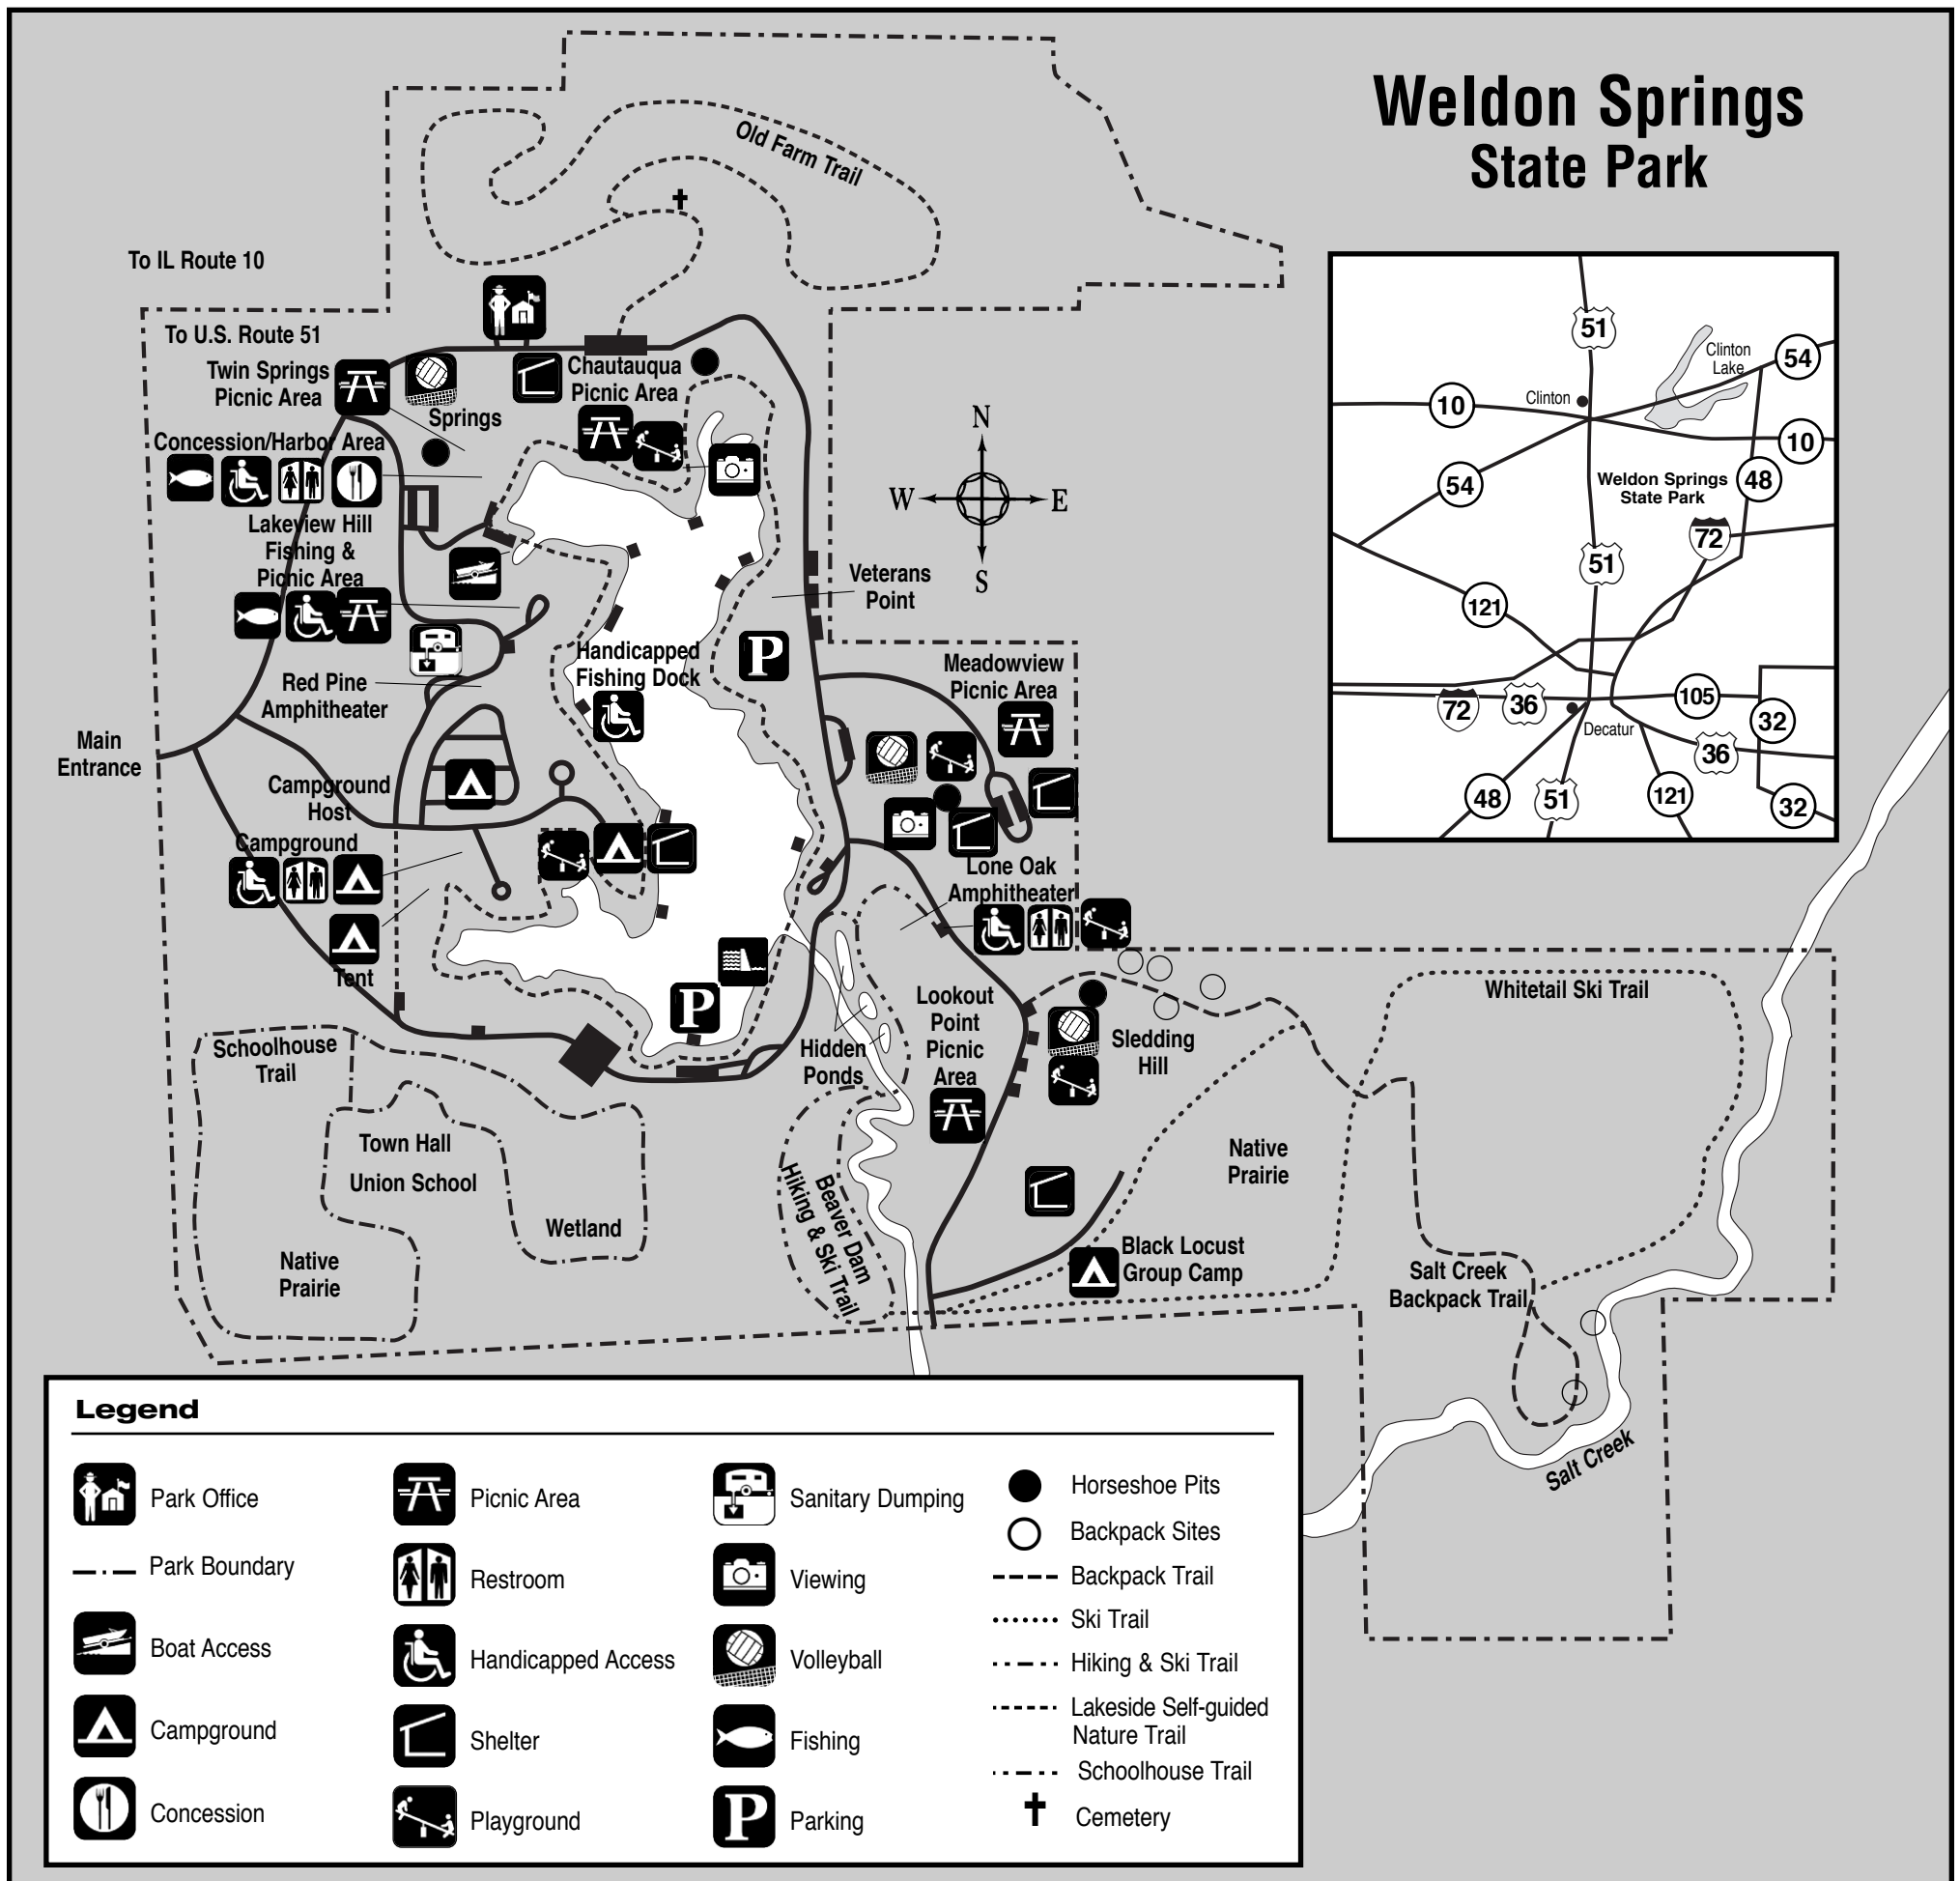 Weldon Springs
State Park
Old Farm Trail
To IL Route 10
To U.S. Route 51
Twin Springs
Picnic Area
Springs
Chautauqua
Picnic Area
Concession/Harbor Area
Lakeview Hill
Fishing &
Picnic Area
Veterans
Point
N
W
E
S
Handicapped
Fishing Dock
P
Meadowview
Picnic Area
Red Pine
Amphitheater
Main
Entrance
Campground
Host
Campground
Tent
Lone Oak
Amphitheater
P
Hidden
Ponds
Lookout
Point
Picnic
Area
Sledding
Hill
Whitetail Ski Trail
Schoolhouse
Trail
Town Hall
Union School
Wetland
Native
Prairie
Beaver Dam
Hiking & Ski Trail
Native
Prairie
Black Locust
Group Camp
Salt Creek
Backpack Trail
Salt Creek
51
Clinton
Lake
54
Clinton
10
10
54
Weldon Springs
State Park
48
72
51
121
72
36
105
32
Decatur
36
48
51
121
32
Legend
Park Office
Park Boundary
Boat Access
Campground
Concession
Picnic Area
Restroom
Handicapped Access
Shelter
Playground
Sanitary Dumping
Viewing
Volleyball
Fishing
P
Parking
Horseshoe Pits
Backpack Sites
Backpack Trail
Ski Trail
Hiking & Ski Trail
Lakeside Self-guided
Nature Trail
Schoolhouse Trail
Cemetery